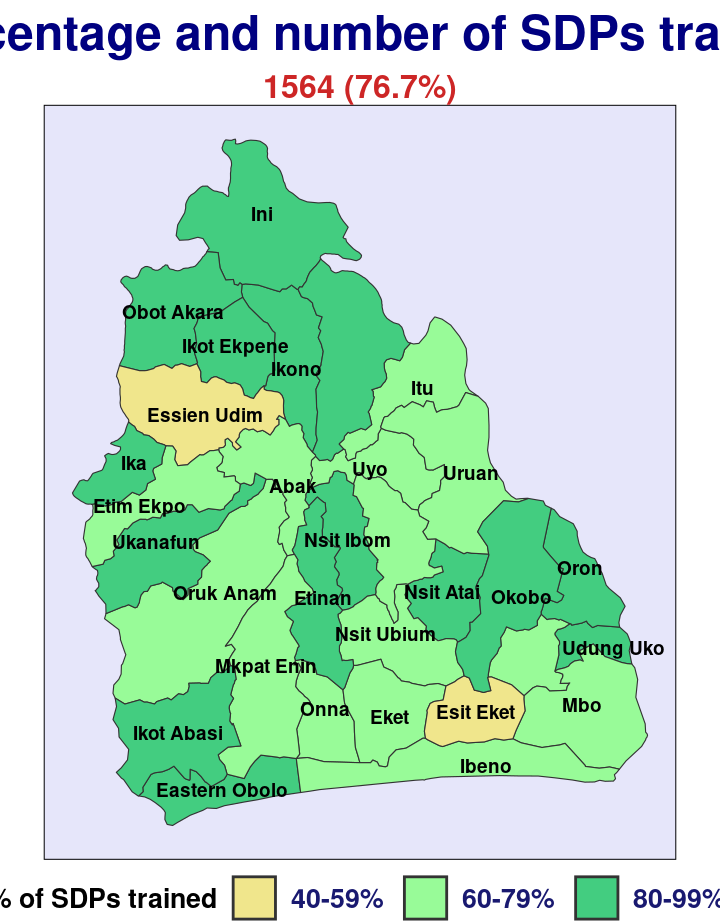 centage and number of SDPs tra
1564 (76.7%)
Ini
Obot Akara
Ikot Ekpene
Ikono
Itu
Essien Udim
Ika
Uyo
Uruan
Abak
Etim Ekpo
Ukanafun
Nsit Ibom
Oron
Oruk Anam
Etinan
Nsit Atai
Okobo
Nsit Ubium
Udung Uko
Mkpat Enin
Onna
Eket
Esit Eket
Mbo
Ikot Abasi
Ibeno
Eastern Obolo
% of SDPs trained 40-59% 60-79% 80-99%